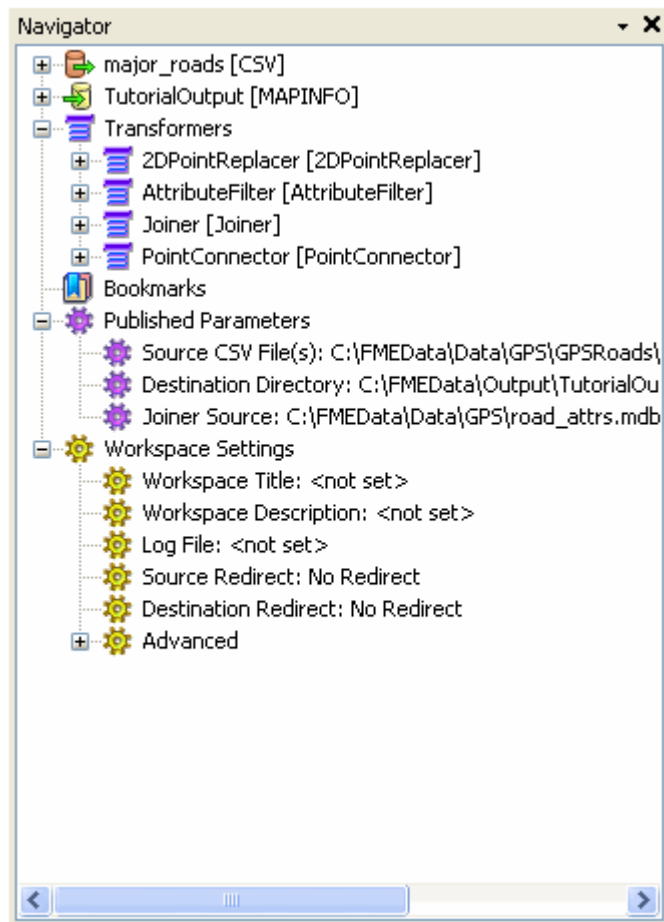 Navigator
major_roads [CSV]
TutorialOutput [MAPINFO]
Transformers
2DPointReplacer [2DPointReplacer]
AttributeFilter [AttributeFilter]
Joiner [Joiner]
PointConnector [PointConnector]
Bookmarks
Published Parameters
Source CSV File(s): C:\FMEData\Data\GPS\GPSRoads\
Destination Directory: C:\FMEData\Output\TutorialOu
Joiner Source: C:\FMEData\Data\GPS\road_attrs.mdb
Workspace Settings
Workspace Title: <not set>
Workspace Description: <not set>
Log File: <not set>
Source Redirect: No Redirect
Destination Redirect: No Redirect
Advanced